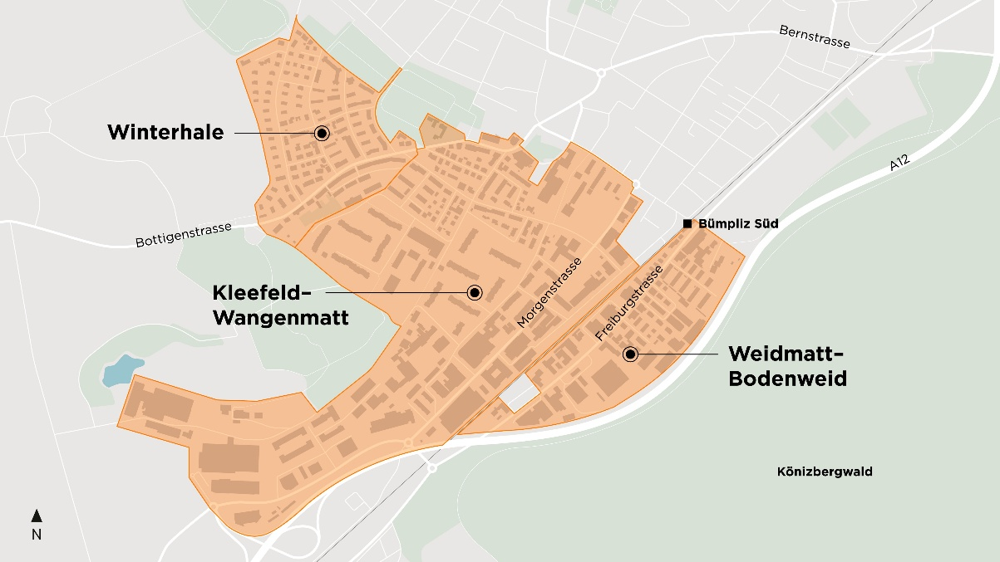 Bernstrasse
Winterhale
A12
Bottigenstrasse
Bümpliz Süd
Kleefeld–
Wangenmatt
Morgenstrasse
Freiburgstrasse
Weidmatt–
Bodenweid
Könizbergwald
N